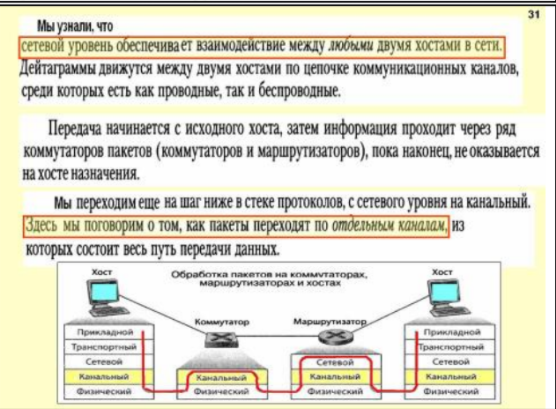 31
Мы узнали, что
сетевой уровень обеспечивает взаимодействие между любыми двумя хостами в сети.
Дейтаграммы движутся между двумя хостами по цепочке коммуникационных каналов,
среди которых есть как проводные, так и беспроводные.
Передача начинается с исходного хоста, затем информация проходит через ряд
коммутаторов пакетов (коммутаторов и маршрутизаторов), пока наконец, не оказывается
на хосте назначения.
Мы переходим еще на шаг ниже в стеке протоколов, с сетевого уровня на канальный.
Здесь мы поговорим о том, как пакеты переходят по отдельным каналам, из
которых состоит весь путь передачи данных.
Хост
Обработка пакетов на коммутаторах,
маршрутизаторах и хостах
Хост
Коммутатор
Маршрутизатор
Прикладной
Транспортный
Сетевой
Канальный
Физический
Канальный
Физический
Сетевой
Канальный
Физический
Прикладной
Транспортный
Сетевой
Канальный
Физический